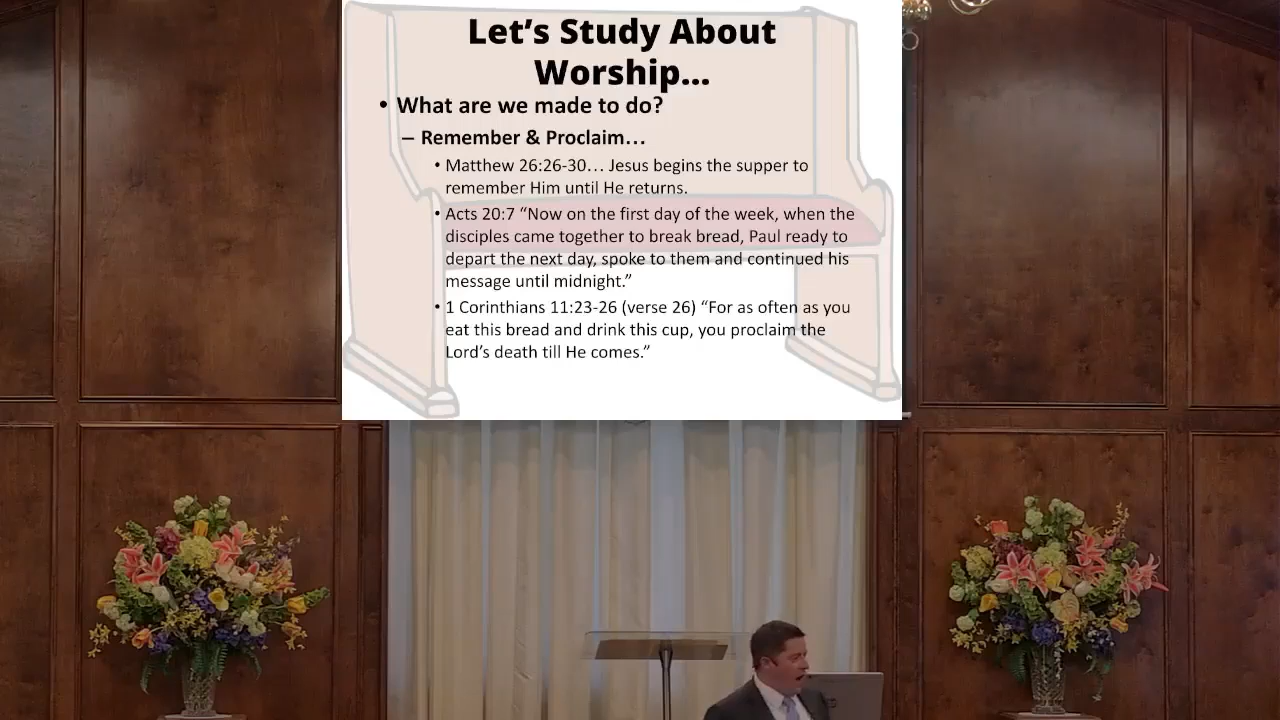 Let’s Study About
Worship...
• What are we made to do?
– Remember & Proclaim…
• Matthew 26:26-30… Jesus begins the supper to
remember Him until He returns.
• Acts 20:7 “Now on the first day of the week, when the
disciples came together to break bread, Paul ready to
depart the next day, spoke to them and continued his
message until midnight.”
• 1 Corinthians 11:23-26 (verse 26) “For as often as you
eat this bread and drink this cup, you proclaim the
Lord’s death till He comes.”